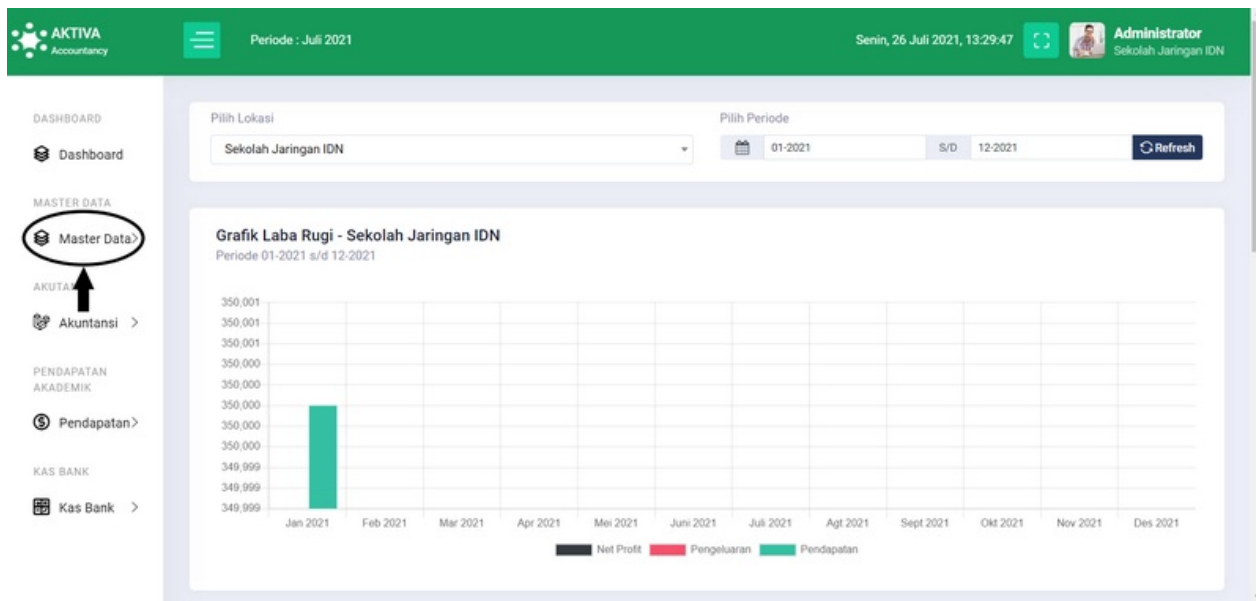 AKTIVA
Accountancy
Periode : Juli 2021
Senin, 26 Juli 2021, 13:29:47
Administrator
Sekolah Jaringan IDN
DASHBOARD
Dashboard
MASTER DATA
Master Data
Akuntansi
PENDAPATAN
AKADEMIK
Pendapatan
KAS BANK
Kas Bank
Pilih Lokasi
Sekolah Jaringan IDN
Pilih Periode
01-2021 S/D 12-2021 Refresh
Grafik Laba Rugi - Sekolah Jaringan IDN
Periode 01-2021 s/d 12-2021
350,001
350,001
350,001
350,000
350,000
350,000
350,000
350,000
349,999
349,999
349,999
Jan 2021 Feb 2021 Mar 2021 Apr 2021 Mei 2021 Juni 2021 Juli 2021 Agt 2021 Sept 2021 Okt 2021 Nov 2021 Des 2021
Net Profit Pengeluaran Pendapatan